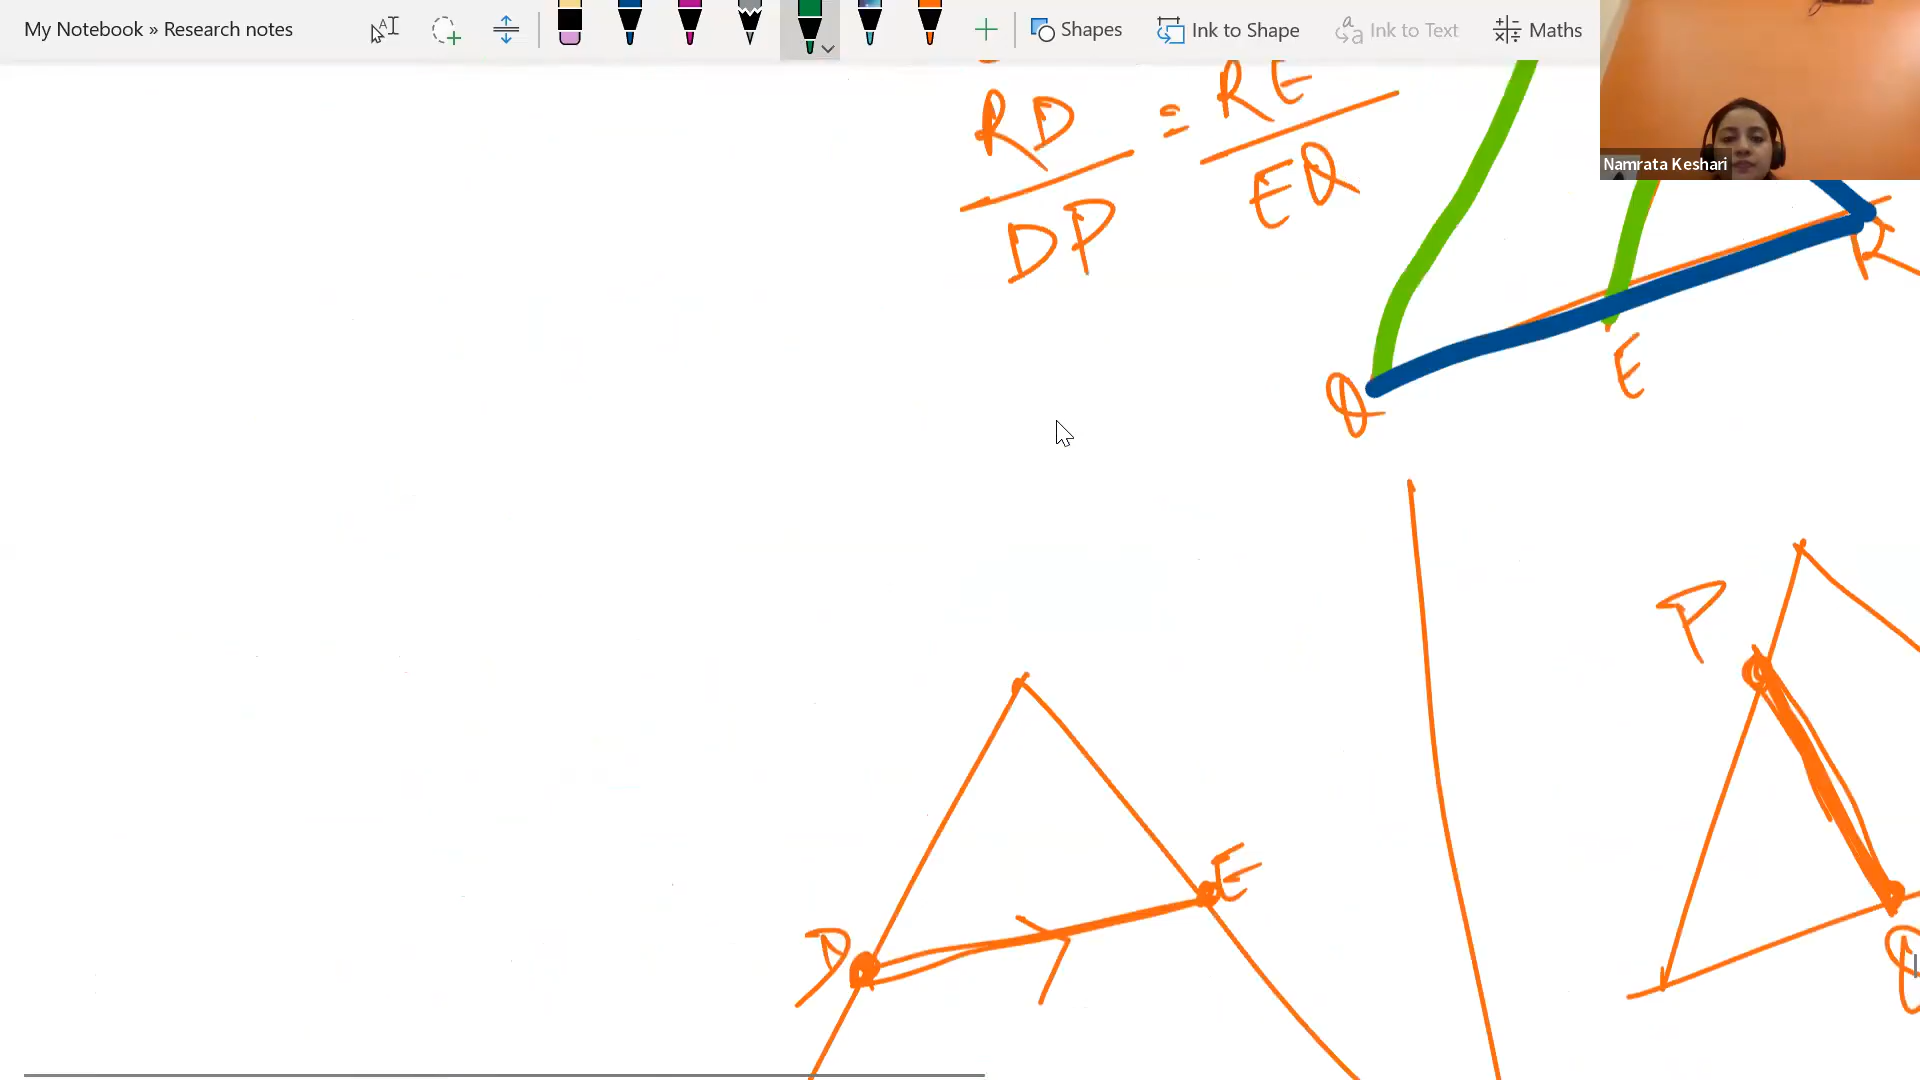 My Notebook » Research notes
Shapes
Ink to Shape
Ink to Text
Maths
Namrata Keshari
RD/DP = RE/EQ
R
E
Q
P
E
D
Q